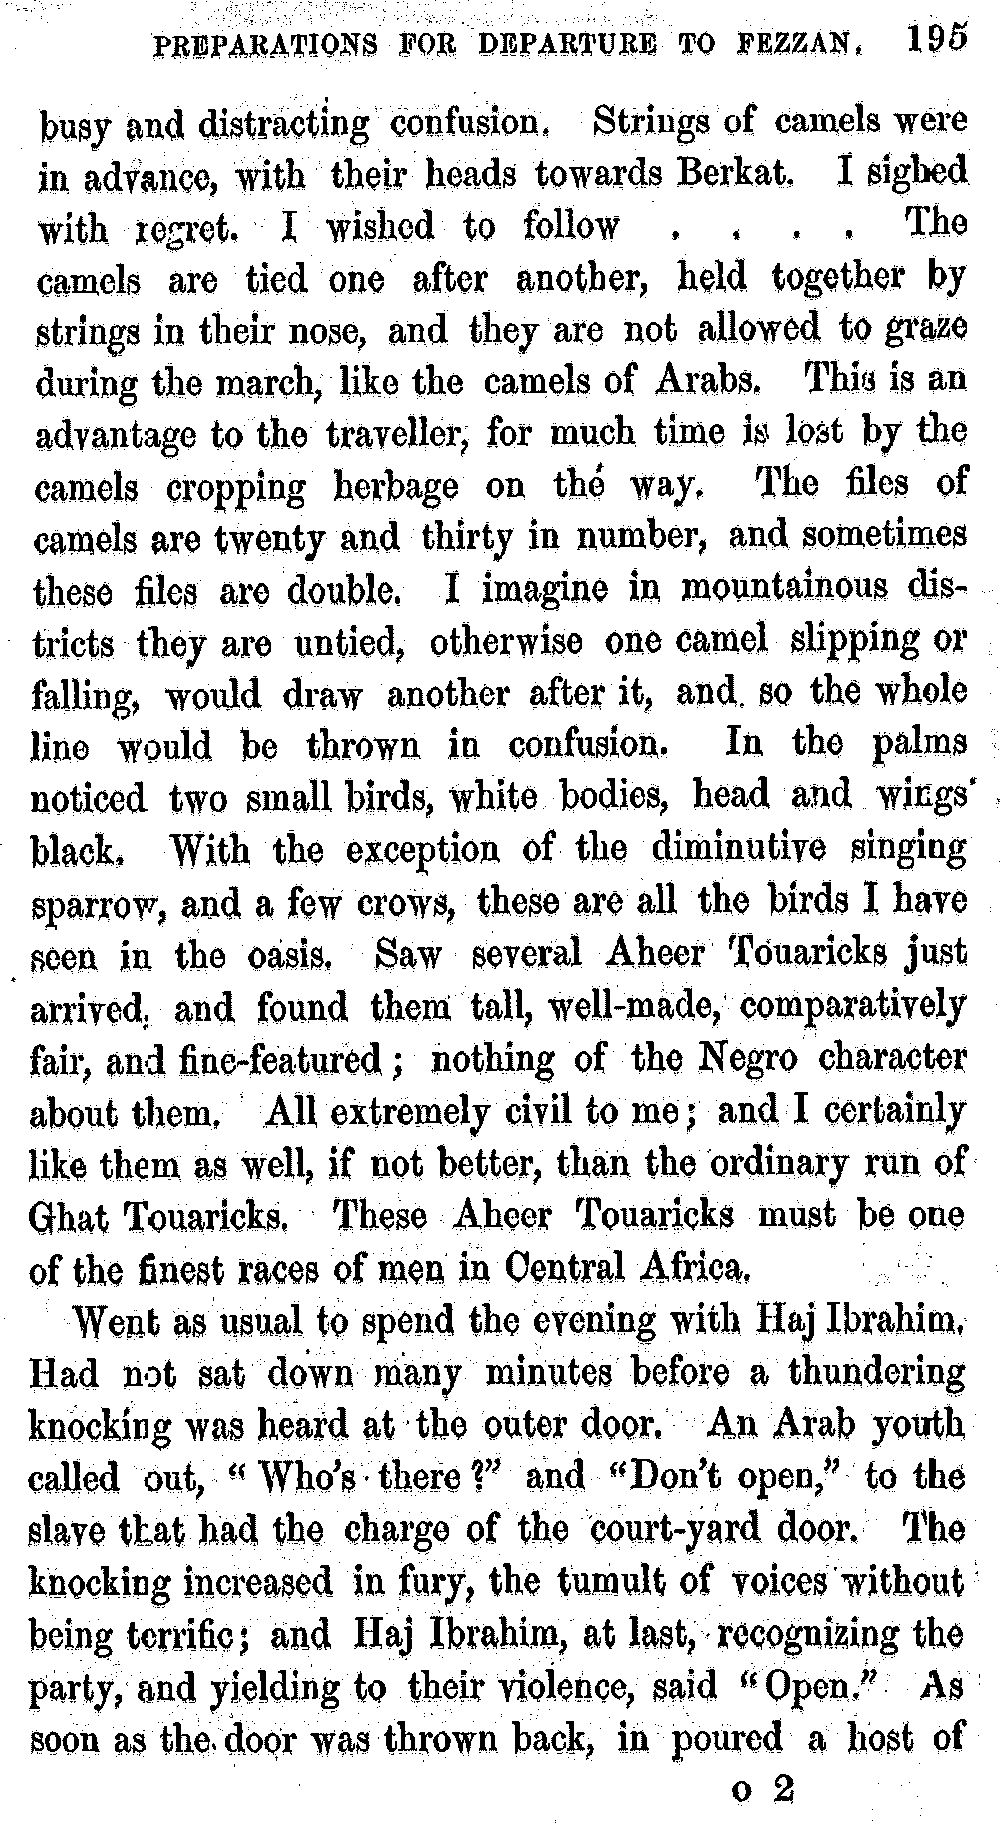 PREPARATIONS FOR DEPARTURE TO FEZZAN. 195
busy and distracting confusion. Strings of camels were
in advance, with their heads towards Berkat. I sighed
with regret. I wished to follow . . . . The
camels are tied one after another, held together by
strings in their nose, and they are not allowed to graze
during the march, like the camels of Arabs. This is an
advantage to the traveller, for much time is lost by the
camels cropping herbage on the way. The files of
camels are twenty and thirty in number, and sometimes
these files are double. I imagine in mountainous dis-
tricts they are untied, otherwise one camel slipping or
falling, would draw another after it, and so the whole
line would be thrown in confusion. In the palms
noticed two small birds, white bodies, head and wings
black. With the exception of the diminutive singing
sparrow, and a few crows, these are all the birds I have
seen in the oasis. Saw several Aheer Touaricks just
arrived, and found them tall, well-made, comparatively
fair, and fine-featured; nothing of the Negro character
about them. All extremely civil to me; and I certainly
like them as well, if not better, than the ordinary run of
Ghat Touaricks. These Aheer Touaricks must be one
of the finest races of men in Central Africa.
Went as usual to spend the evening with Haj Ibrahim.
Had not sat down many minutes before a thundering
knocking was heard at the outer door. An Arab youth
called out, "Who's there?" and "Don't open," to the
slave that had the charge of the court-yard door. The
knocking increased in fury, the tumult of voices without
being terrific; and Haj Ibrahim, at last, recognizing the
party, and yielding to their violence, said "Open." As
soon as the door was thrown back, in poured a host of
O 2